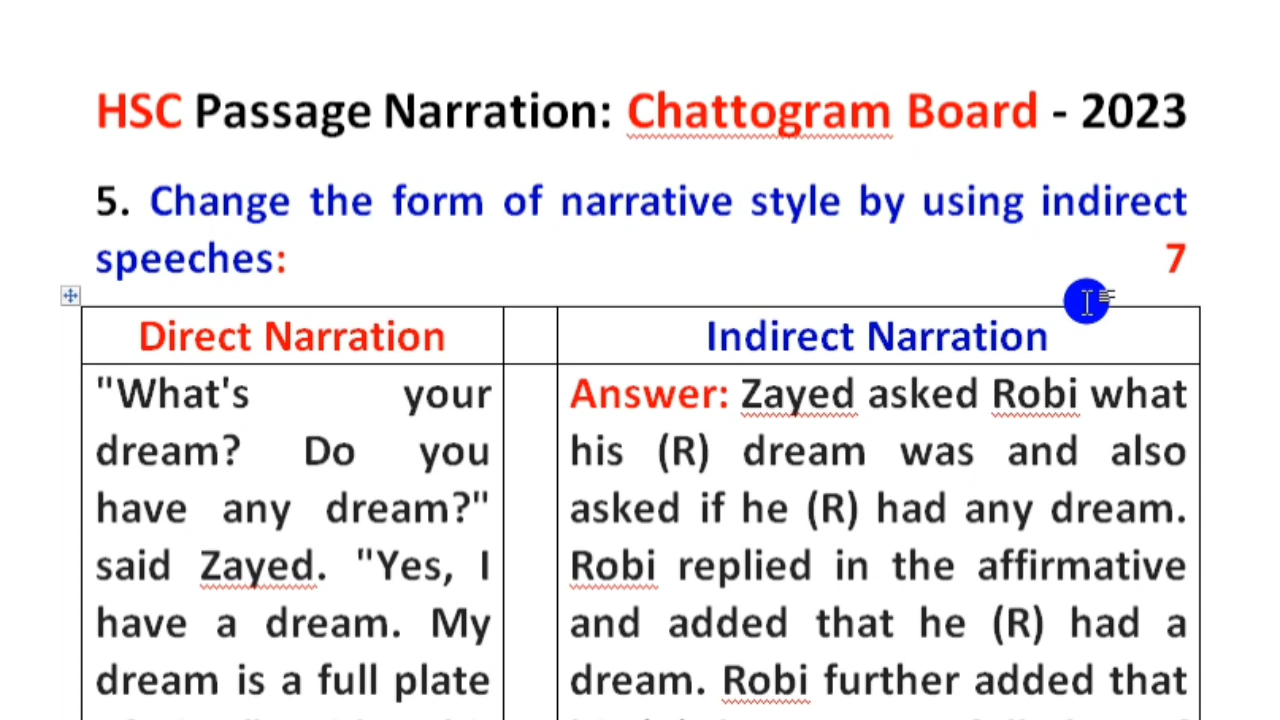 HSC Passage Narration: Chattogram Board - 2023
5. Change the form of narrative style by using indirect
speeches: 7
Direct Narration
"What's your
dream? Do you
have any dream?"
said Zayed. "Yes, I
have a dream. My
dream is a full plate
Indirect Narration
Answer: Zayed asked Robi what
his (R) dream was and also
asked if he (R) had any dream.
Robi replied in the affirmative
and added that he (R) had a
dream. Robi further added that